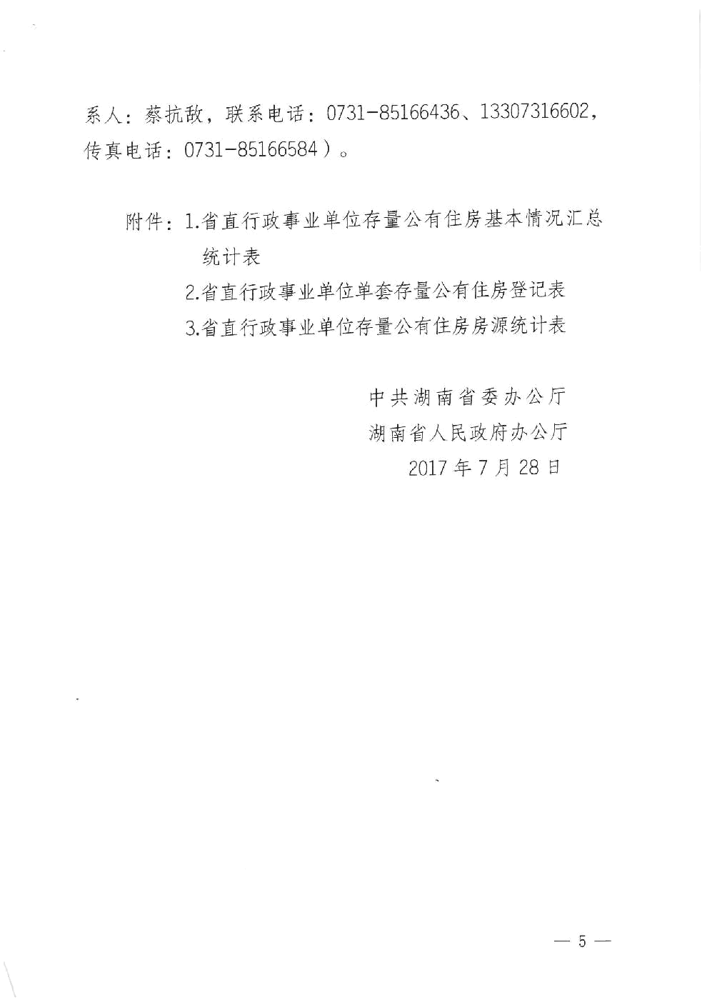 系人：蔡抗敌，联系电话：0731-85166436、13307316602，
传真电话：0731-85166584）。
附件：1.省直行政事业单位存量公有住房基本情况汇总
统计表
2.省直行政事业单位单套存量公有住房登记表
3.省直行政事业单位存量公有住房房源统计表
中共湖南省委办公厅
湖南省人民政府办公厅
2017年7月28日
— 5 —